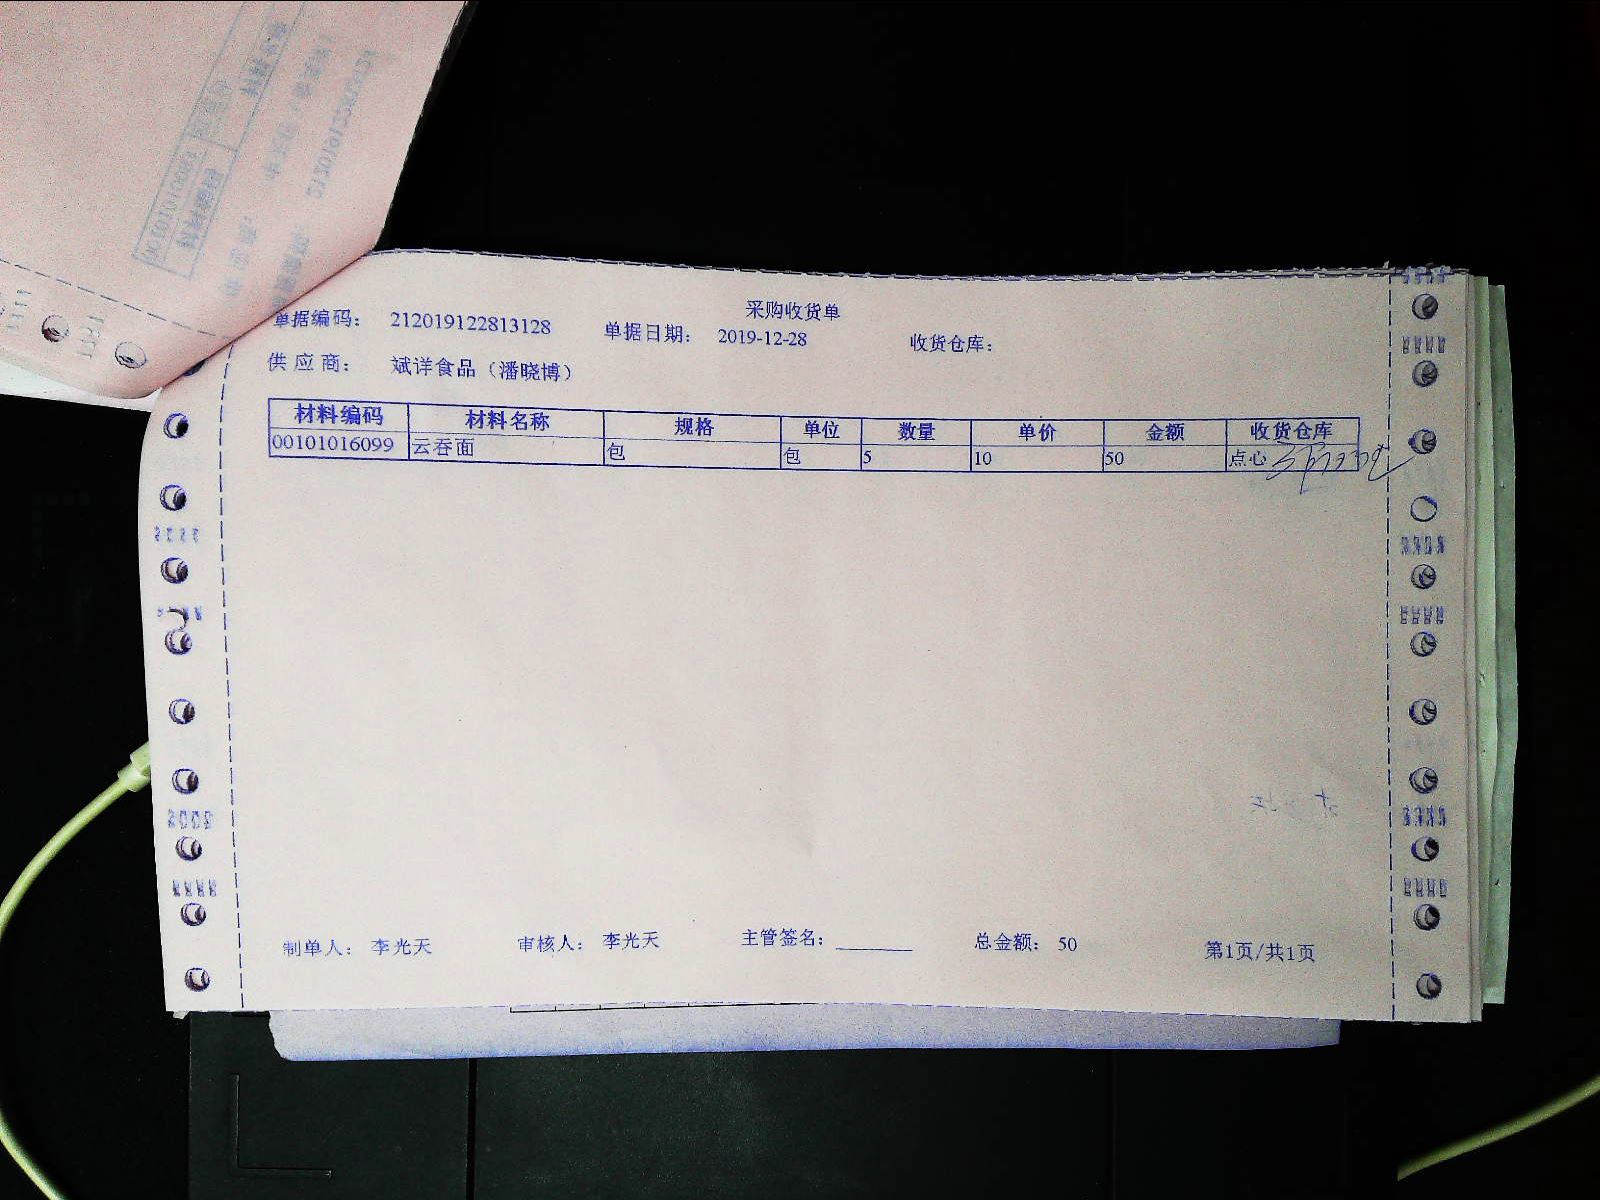 采购收货单
单据编码： 212019122813128 单据日期： 2019-12-28 收货仓库：
供应商： 斌详食品（潘晓博）
材料编码 材料名称 规格 单位 数量 单价 金额 收货仓库
00101016099 云吞面 包 包 5 10 50 点心
制单人： 李光天 审核人： 李光天 主管签名：________ 总金额： 50 第1页/共1页